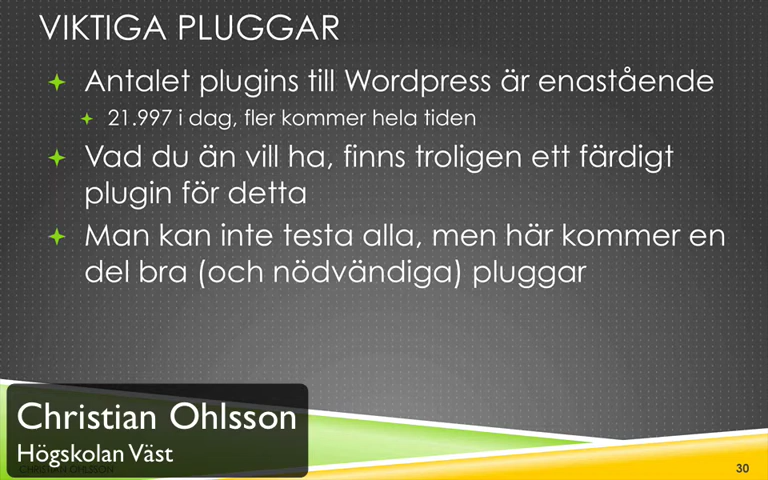 VIKTIGA PLUGGAR
Antalet plugins till Wordpress är enastående
21.997 i dag, fler kommer hela tiden
Vad du än vill ha, finns troligen ett färdigt
plugin för detta
Man kan inte testa alla, men här kommer en
del bra (och nödvändiga) pluggar
Christian Ohlsson
Högskolan Väst
CHRISTIAN OHLSSON
30